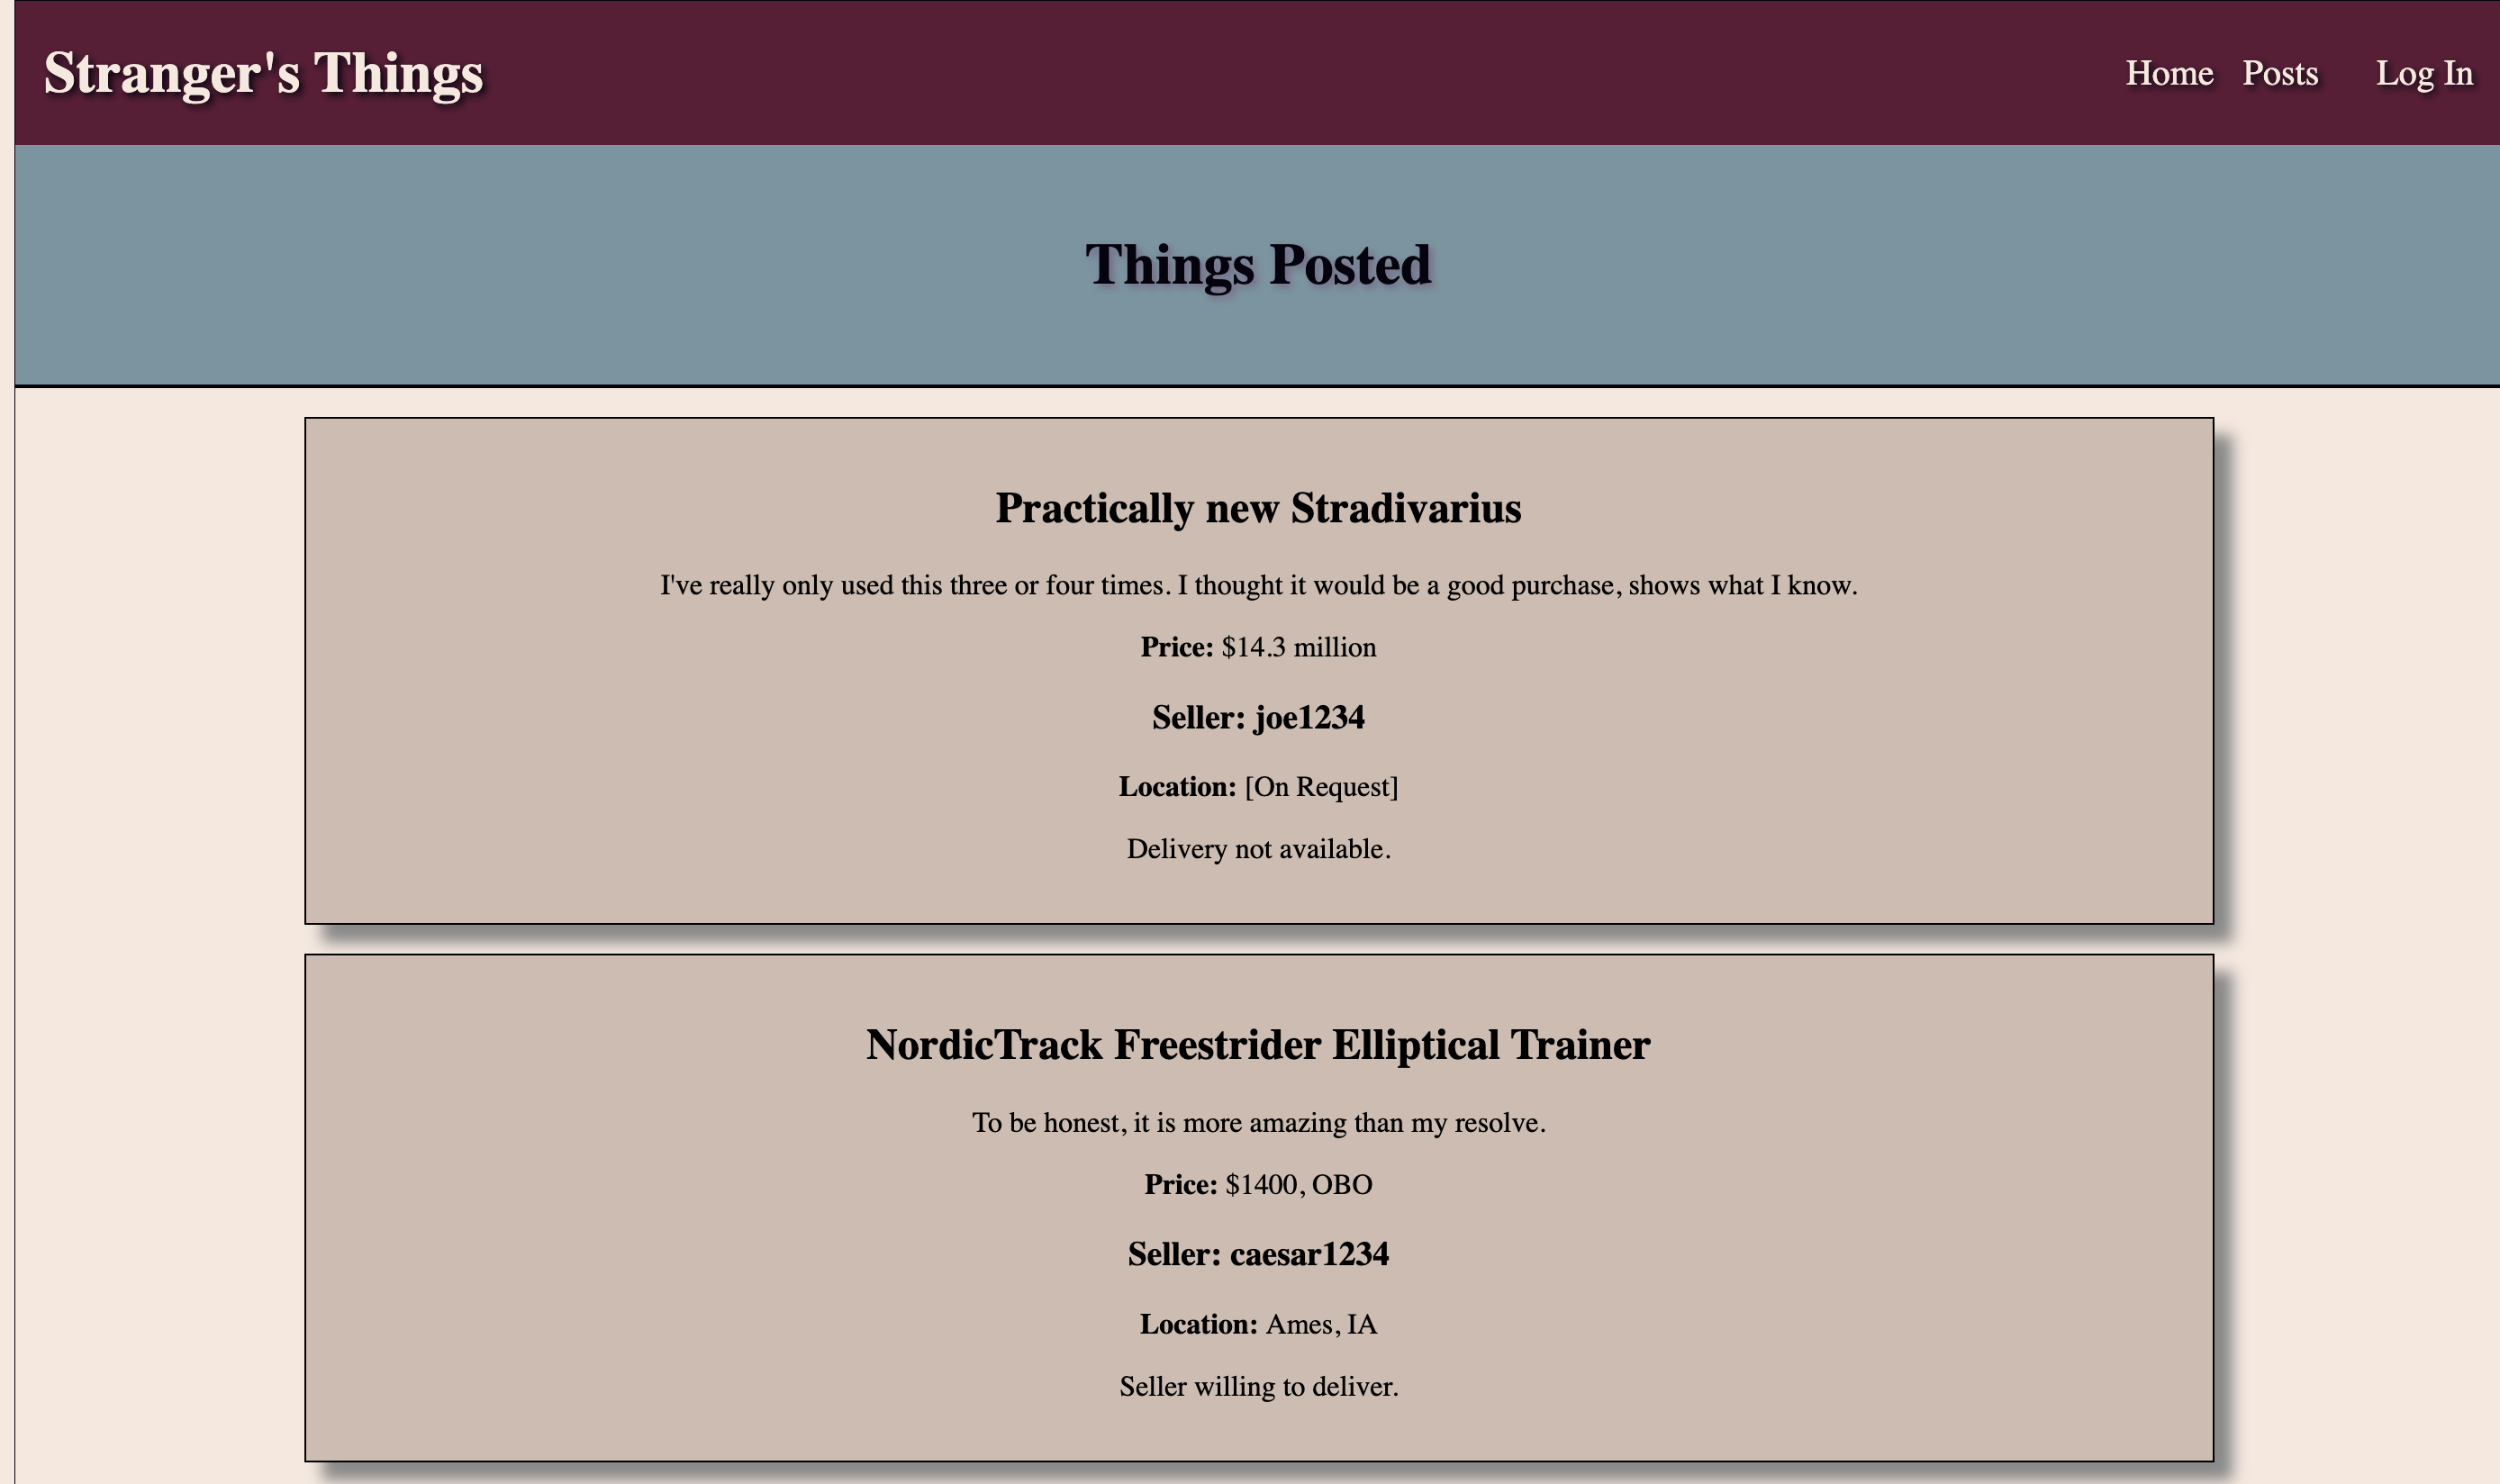 Stranger's Things
Home Posts Log In
Things Posted
Practically new Stradivarius
I've really only used this three or four times. I thought it would be a good purchase, shows what I know.
Price: $14.3 million
Seller: joe1234
Location: [On Request]
Delivery not available.
NordicTrack Freestrider Elliptical Trainer
To be honest, it is more amazing than my resolve.
Price: $1400, OBO
Seller: caesar1234
Location: Ames, IA
Seller willing to deliver.